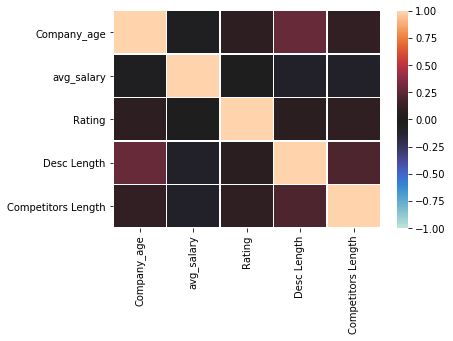 Company_age
avg_salary
Rating
Desc Length
Competitors Length
Company_age
avg_salary
Rating
Desc Length
Competitors Length
1.00
0.75
0.50
0.25
0.00
−0.25
−0.50
−0.75
−1.00